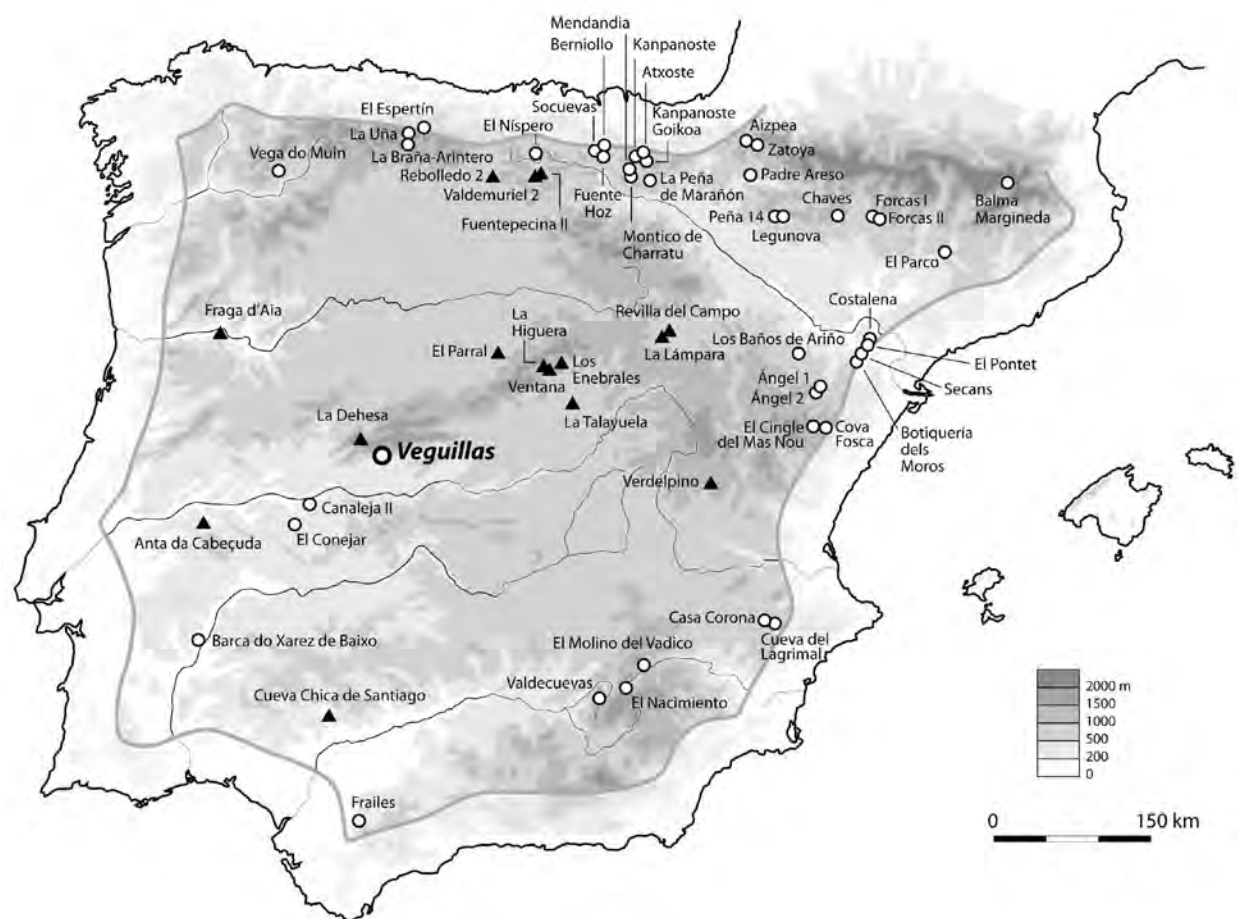 Mendandia
Berniollo
Kanpanoste
Atxoste
Socuevas
Kanpanoste
Goikoa
El Espertín
La Uña
El Níspero
Aizpea
Zatoya
Vega do Muin
La Braña-Arintero
Rebolledo 2
Valdemuriel 2
Fuentepecina II
Fuente
Hoz
La Peña
de Marañón
Padre Areso
Montico de
Charratu
Peña 14
Legunova
Chaves
Forcas I
Forcas II
Balma
Margineda
El Parco
Fraga d'Aia
La
Higuera
El Parral
Ventana
Los
Enebrales
La Talayuela
Revilla del Campo
La Lámpara
Costalena
Los Baños de Ariño
El Pontet
Ángel 1
Ángel 2
Secans
El Cingle
del Mas Nou
Cova
Fosca
Botiquería
dels
Moros
La Dehesa
Veguillas
Verdelpino
Canaleja II
El Conejar
Anta da Cabeçuda
Barca do Xarez de Baixo
Casa Corona
Cueva del
Lagrimal
El Molino del Vadico
Valdecuevas
El Nacimiento
Cueva Chica de Santiago
Frailes
2000 m
1500
1000
500
200
0
0 150 km